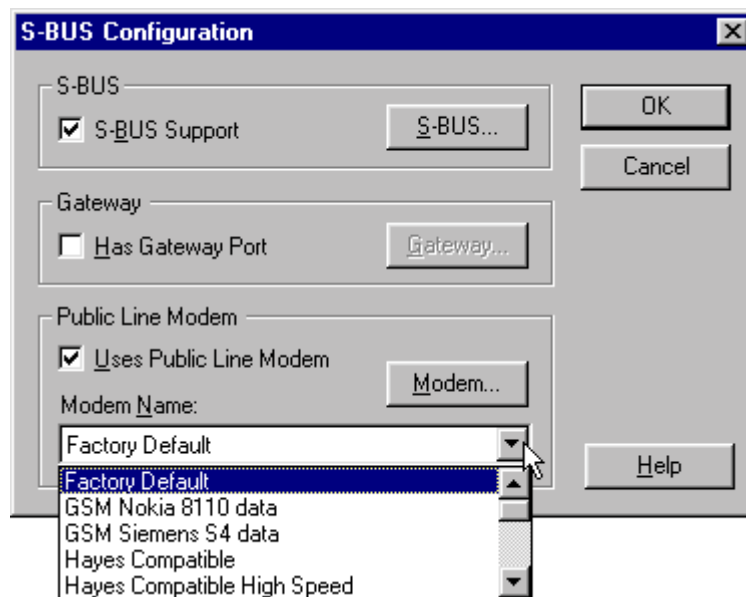 S-BUS Configuration
S-BUS
S-BUS Support
S-BUS...
OK
Cancel
Gateway
Has Gateway Port
Gateway...
Public Line Modem
Uses Public Line Modem
Modem...
Modem Name:
Factory Default
Help
Factory Default
GSM Nokia 8110 data
GSM Siemens S4 data
Hayes Compatible
Hayes Compatible High Speed